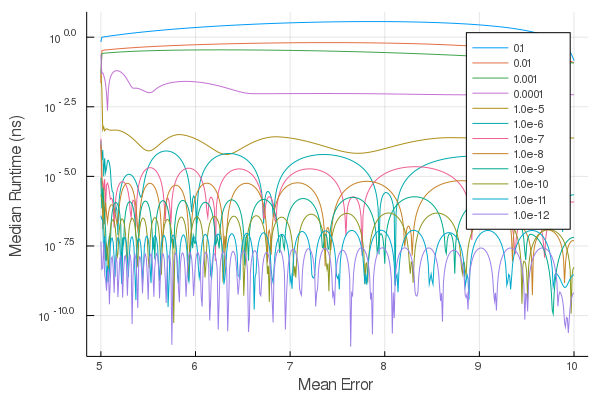 10 0.0
10 -2.5
10 -5.0
10 -7.5
10 -10.0
Median Runtime (ns)
5 6 7 8 9 10
Mean Error
0.1
0.01
0.001
0.0001
1.0e-5
1.0e-6
1.0e-7
1.0e-8
1.0e-9
1.0e-10
1.0e-11
1.0e-12